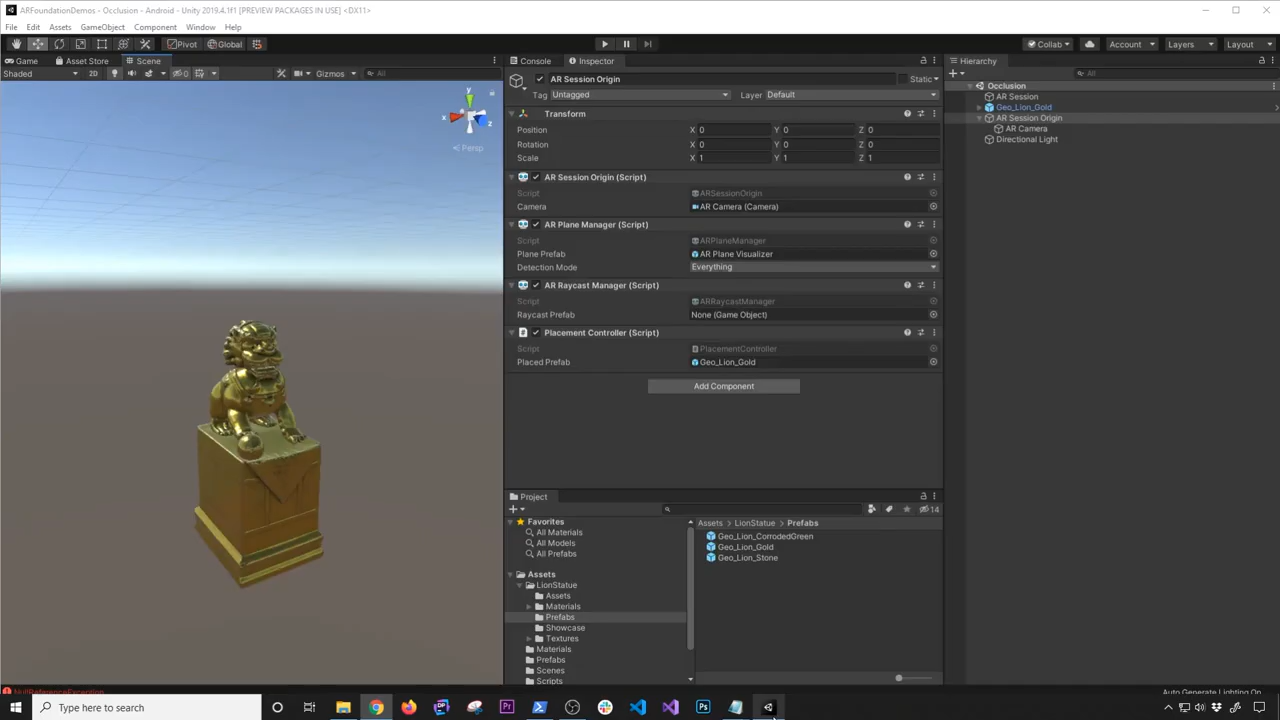 ARFoundationDemos - Occlusion - Android - Unity 2019.4.1f1 [PREVIEW PACKAGES IN USE] <DX11>
File Edit Assets GameObject Component Window Help
Pivot Global Collab Account Layers Layout
Game Asset Store Scene
Shaded 2D 0 Gizmos All
y
x
z
Persp
Console Inspector
AR Session Origin Static
Tag Untagged Layer Default
Transform
Position X 0 Y 0 Z 0
Rotation X 0 Y 0 Z 0
Scale X 1 Y 1 Z 1
AR Session Origin (Script)
Script ARSessionOrigin
Camera AR Camera (Camera)
AR Plane Manager (Script)
Script ARPlaneManager
Plane Prefab AR Plane Visualizer
Detection Mode Everything
AR Raycast Manager (Script)
Script ARRaycastManager
Raycast Prefab None (Game Object)
Placement Controller (Script)
Script PlacementController
Placed Prefab Geo_Lion_Gold
Add Component
Hierarchy
All
Occlusion
AR Session
Geo_Lion_Gold
AR Session Origin
AR Camera
Directional Light
Project
14
Favorites
All Materials
All Models
All Prefabs
Assets
LionStatue
Assets
Materials
Prefabs
Showcase
Textures
Materials
Prefabs
Scenes
Scripts
Assets > LionStatue > Prefabs
Geo_Lion_CorrodedGreen
Geo_Lion_Gold
Geo_Lion_Stone
NullReferenceException
Auto Generate Lighting On
Type here to search
Pr
Ps